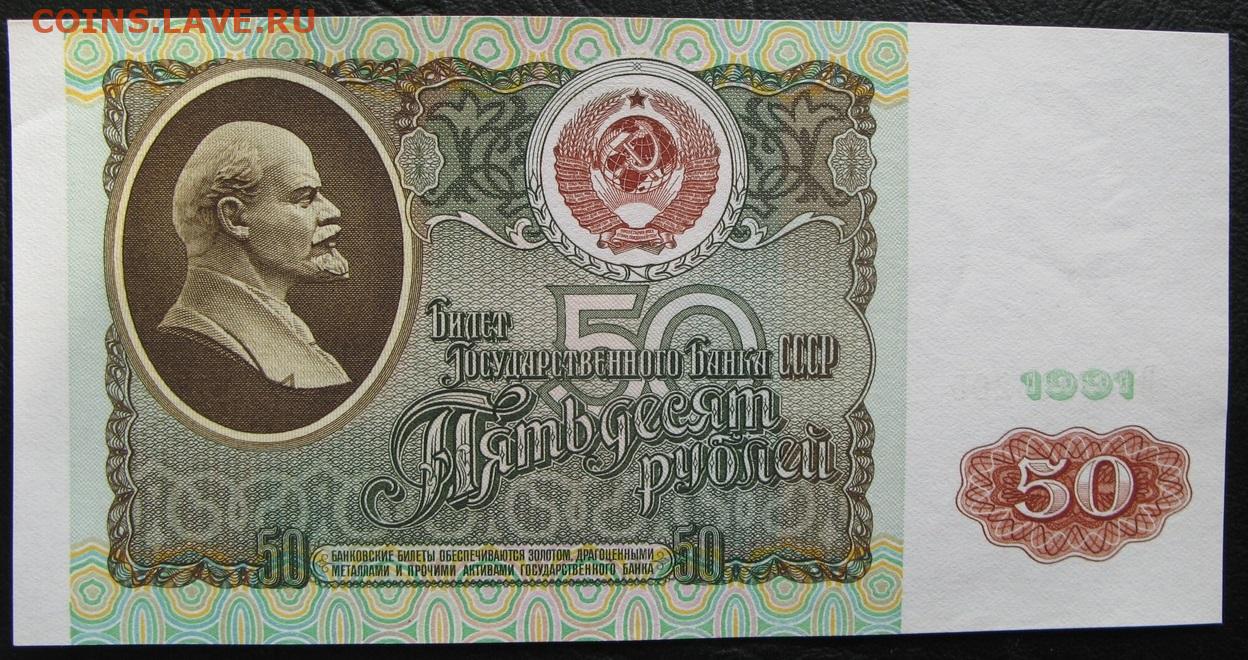 COINS.LAVE.RU
50
Билет
Государственного Банка СССР
Пятьдесят
рублей
1991
50
50
БАНКОВСКИЕ БИЛЕТЫ ОБЕСПЕЧИВАЮТСЯ ЗОЛОТОМ, ДРАГОЦЕННЫМИ
МЕТАЛЛАМИ И ПРОЧИМИ АКТИВАМИ ГОСУДАРСТВЕННОГО БАНКА
50